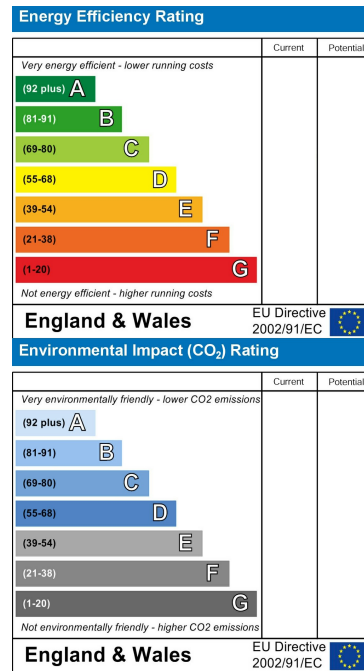 Energy Efficiency Rating
Current Potential
Very energy efficient - lower running costs
(92 plus) A
(81-91) B
(69-80) C
(55-68) D
(39-54) E
(21-38) F
(1-20) G
Not energy efficient - higher running costs
England & Wales
EU Directive
2002/91/EC
Environmental Impact (CO₂) Rating
Current Potential
Very environmentally friendly - lower CO2 emissions
(92 plus) A
(81-91) B
(69-80) C
(55-68) D
(39-54) E
(21-38) F
(1-20) G
Not environmentally friendly - higher CO2 emissions
England & Wales
EU Directive
2002/91/EC